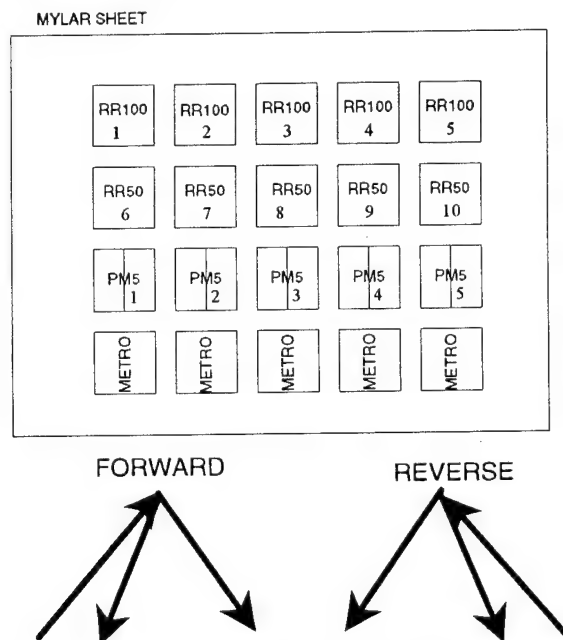 MYLAR SHEET
RR100 RR100 RR100 RR100 RR100
1 2 3 4 5
RR50 RR50 RR50 RR50 RR50
6 7 8 9 10
PM5 PM5 PM5 PM5 PM5
1 2 3 4 5
METRO METRO METRO METRO METRO
FORWARD REVERSE